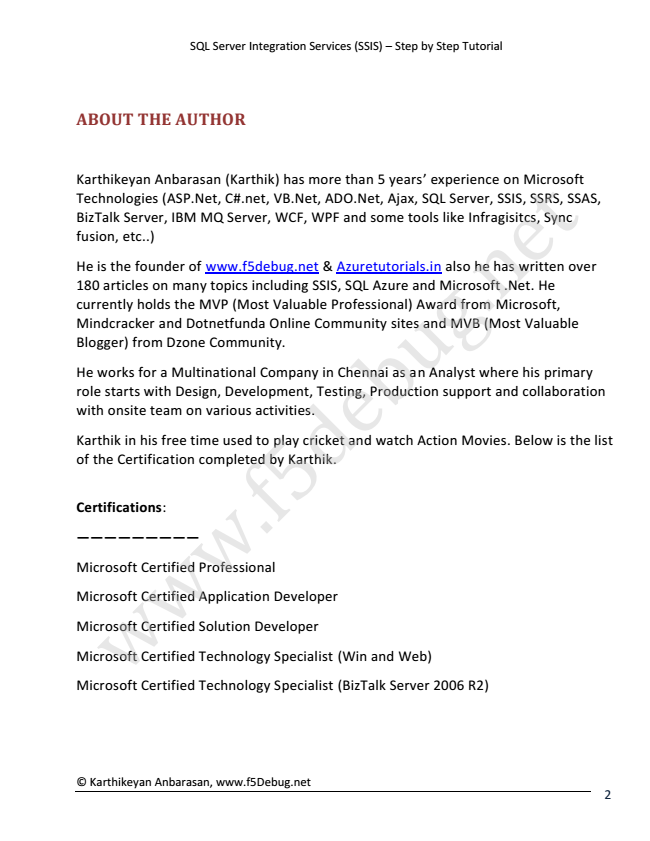 SQL Server Integration Services (SSIS) – Step by Step Tutorial
ABOUT THE AUTHOR
Karthikeyan Anbarasan (Karthik) has more than 5 years’ experience on Microsoft
Technologies (ASP.Net, C#.net, VB.Net, ADO.Net, Ajax, SQL Server, SSIS, SSRS, SSAS,
BizTalk Server, IBM MQ Server, WCF, WPF and some tools like Infragisitcs, Sync
fusion, etc..)
He is the founder of www.f5debug.net & Azuretutorials.in also he has written over
180 articles on many topics including SSIS, SQL Azure and Microsoft .Net. He
currently holds the MVP (Most Valuable Professional) Award from Microsoft,
Mindcracker and Dotnetfunda Online Community sites and MVB (Most Valuable
Blogger) from Dzone Community.
He works for a Multinational Company in Chennai as an Analyst where his primary
role starts with Design, Development, Testing, Production support and collaboration
with onsite team on various activities.
Karthik in his free time used to play cricket and watch Action Movies. Below is the list
of the Certification completed by Karthik.
Certifications:
—————————
Microsoft Certified Professional
Microsoft Certified Application Developer
Microsoft Certified Solution Developer
Microsoft Certified Technology Specialist (Win and Web)
Microsoft Certified Technology Specialist (BizTalk Server 2006 R2)
www.f5debug.net
© Karthikeyan Anbarasan, www.f5Debug.net
2